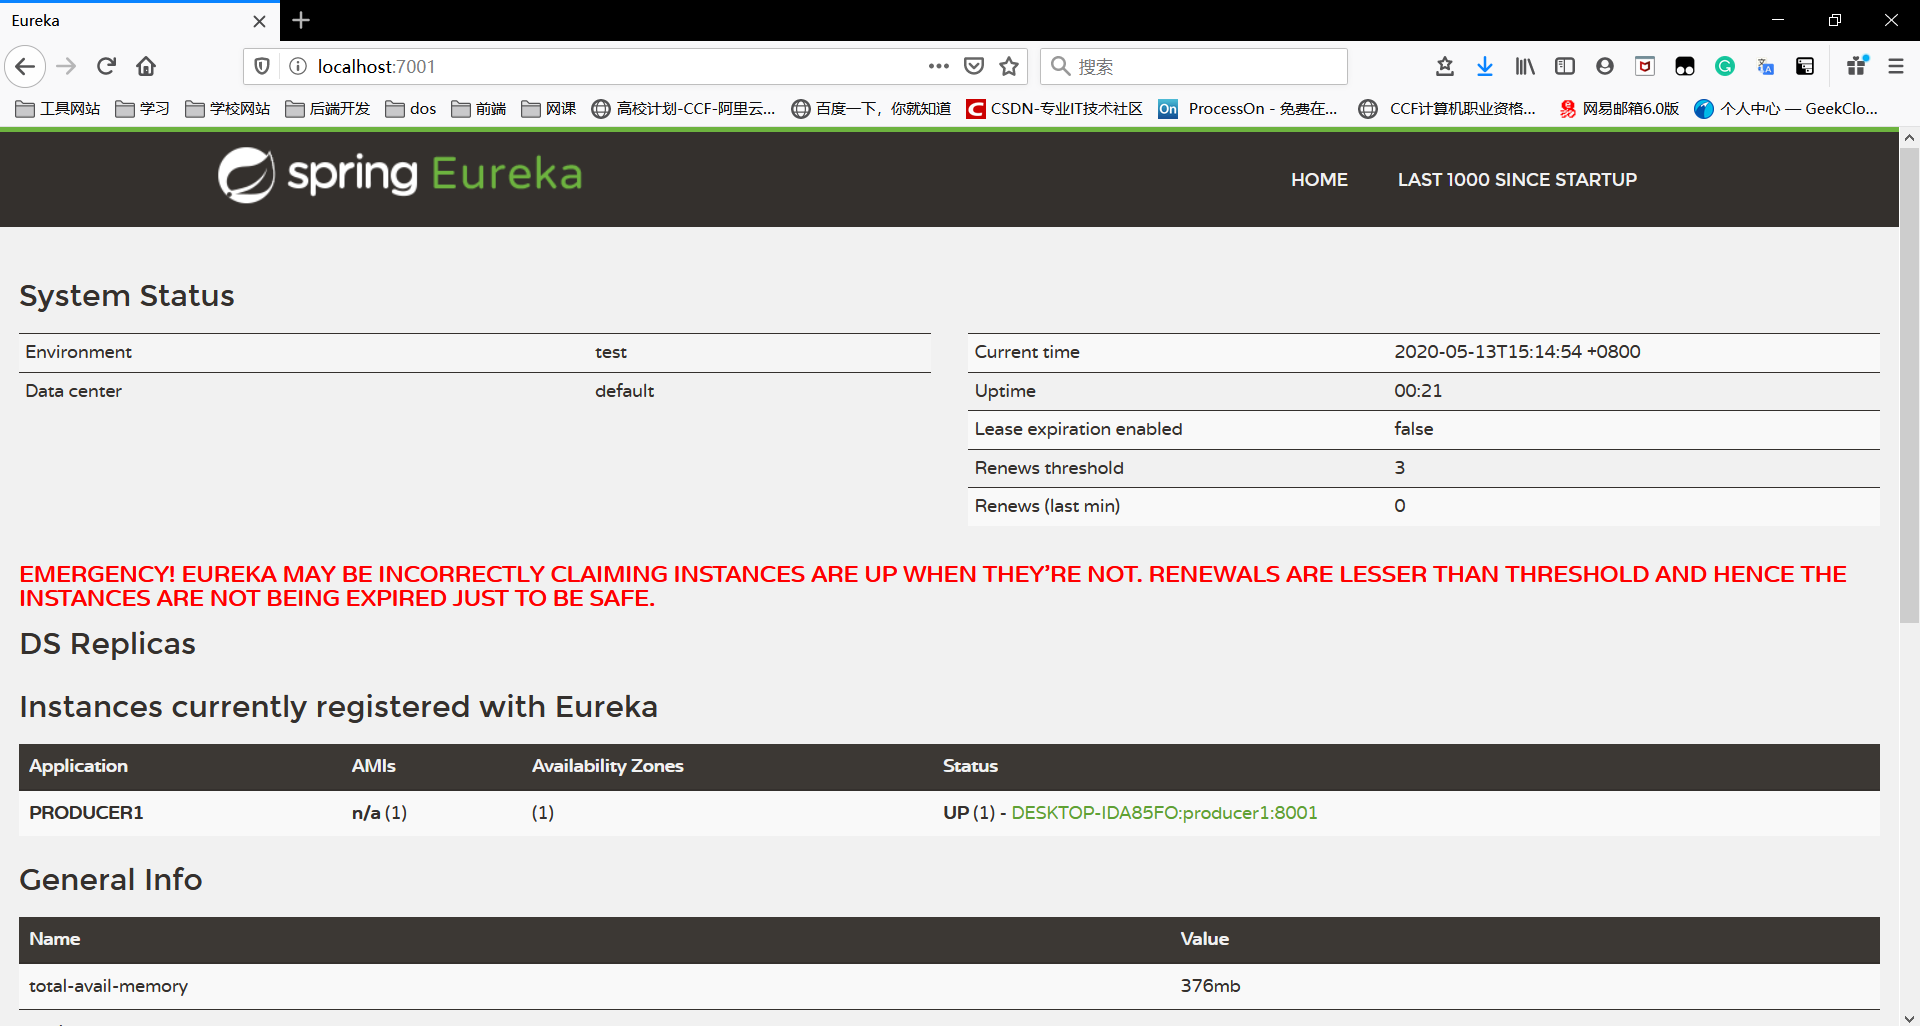 Eureka
localhost:7001
搜索
工具网站 学习 学校网站 后端开发 dos 前端 网课 高校计划-CCF-阿里云... 百度一下，你就知道 CSDN-专业IT技术社区 On ProcessOn - 免费在... CCF计算机职业资格... 网易邮箱6.0版 个人中心 — GeekClo...
spring Eureka
HOME LAST 1000 SINCE STARTUP
System Status
Environment test
Data center default
Current time 2020-05-13T15:14:54 +0800
Uptime 00:21
Lease expiration enabled false
Renews threshold 3
Renews (last min) 0
EMERGENCY! EUREKA MAY BE INCORRECTLY CLAIMING INSTANCES ARE UP WHEN THEY'RE NOT. RENEWALS ARE LESSER THAN THRESHOLD AND HENCE THE
INSTANCES ARE NOT BEING EXPIRED JUST TO BE SAFE.
DS Replicas
Instances currently registered with Eureka
Application AMIs Availability Zones Status
PRODUCER1 n/a (1) (1) UP (1) - DESKTOP-IDA85FO:producer1:8001
General Info
Name Value
total-avail-memory 376mb